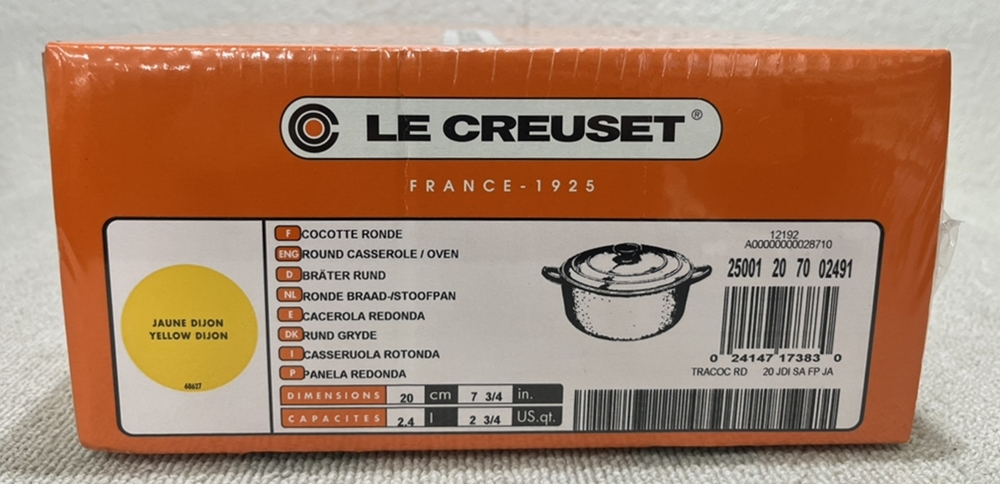 LE CREUSET®
FRANCE-1925
JAUNE DIJON
YELLOW DIJON
68627
F COCOTTE RONDE
ENG ROUND CASSEROLE / OVEN
D BRÄTER RUND
NL RONDE BRAAD-/STOOFPAN
E CACEROLA REDONDA
DK RUND GRYDE
I CASSERUOLA ROTONDA
P PANELA REDONDA
DIMENSIONS 20 cm 7 3/4 in.
CAPACITES 2.4 l 2 3/4 US.qt.
12192
A00000000028710
25001 20 70 02491
0 24147 17383 0
TRACOC RD 20 JDI SA FP JA